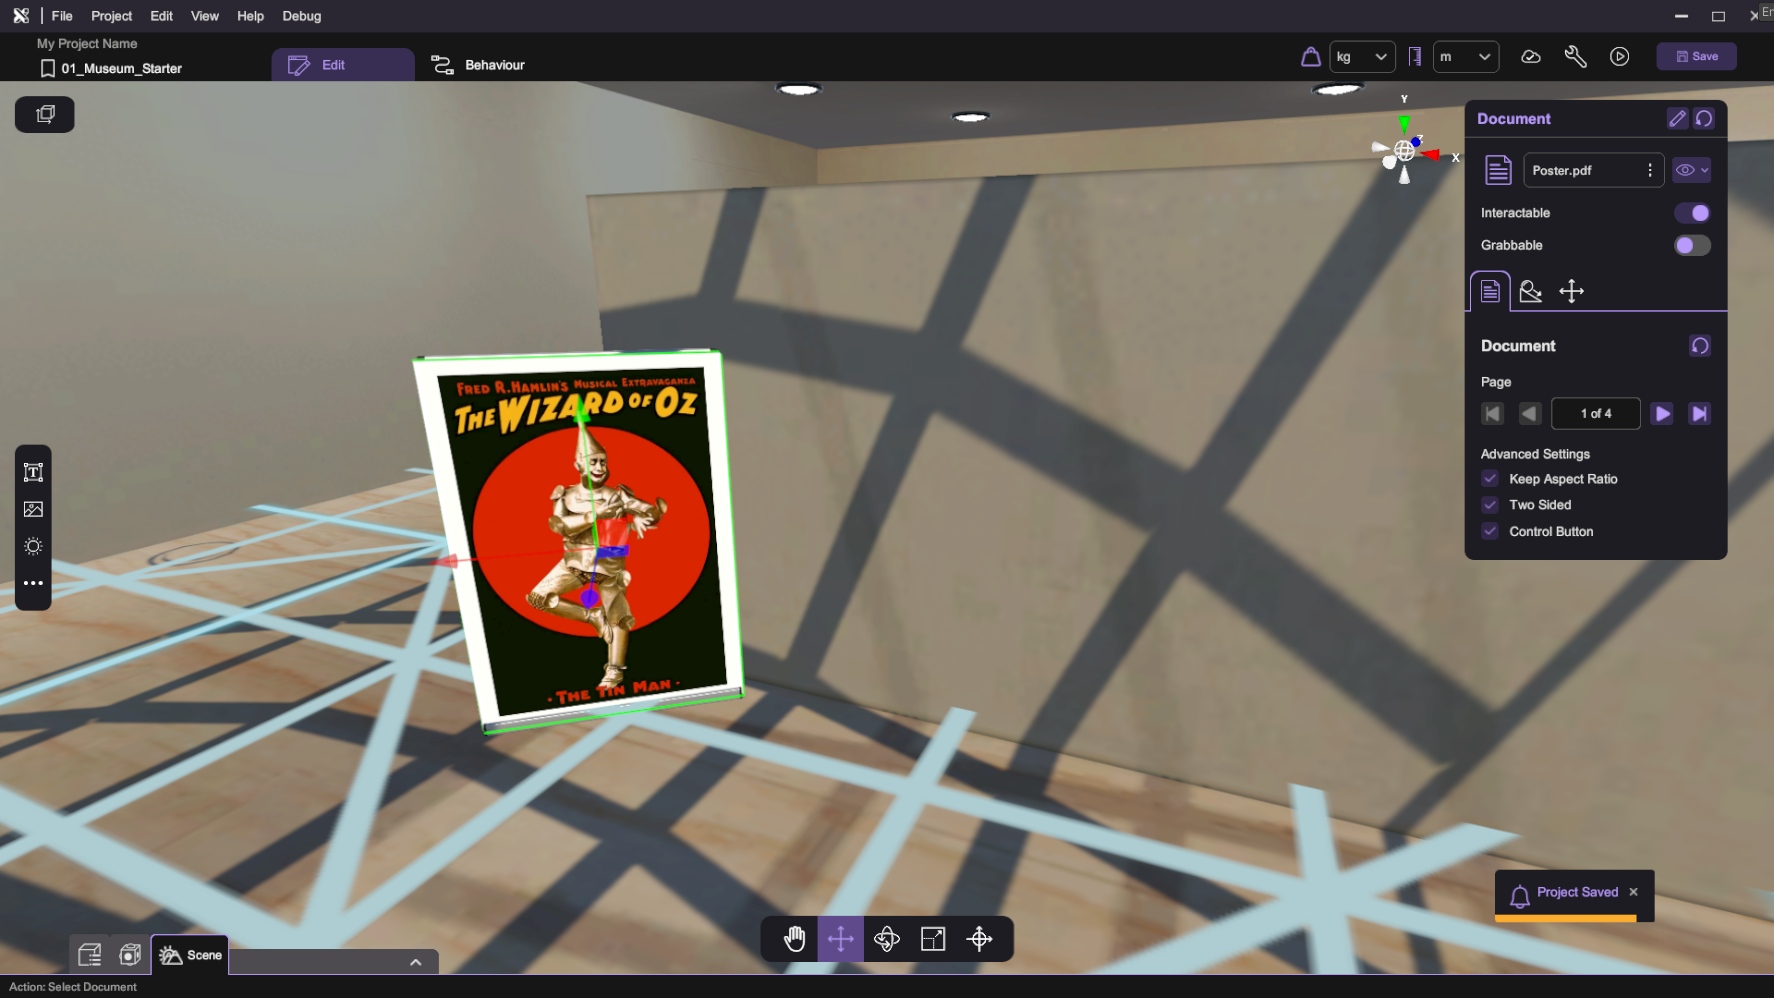 File Project Edit View Help Debug
En
My Project Name
01_Museum_Starter
Edit
Behaviour
kg
m
Save
Y
Z
X
Document
Poster.pdf
Interactable
Grabbable
Document
Page
1 of 4
Advanced Settings
Keep Aspect Ratio
Two Sided
Control Button
FRED R. HAMLIN'S MUSICAL EXTRAVAGANZA
THE WIZARD OF OZ
· THE TIN MAN ·
T
Project Saved
Scene
Action: Select Document